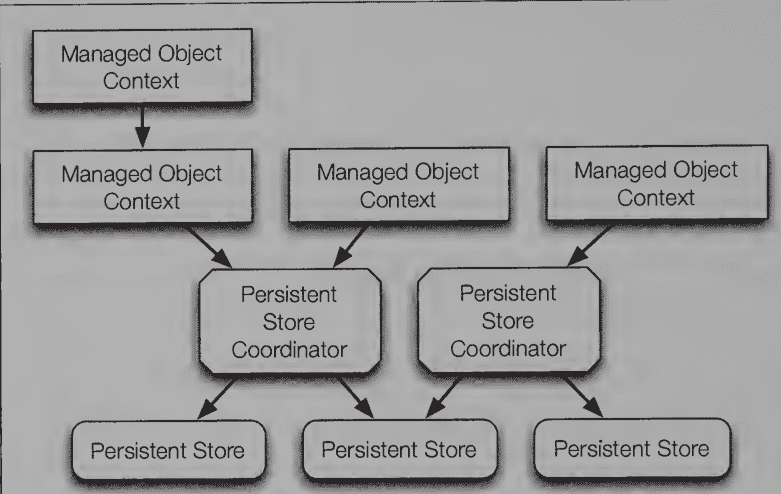 Managed Object
Context
Managed Object
Context
Managed Object
Context
Managed Object
Context
Persistent
Store
Coordinator
Persistent
Store
Coordinator
Persistent Store
Persistent Store
Persistent Store